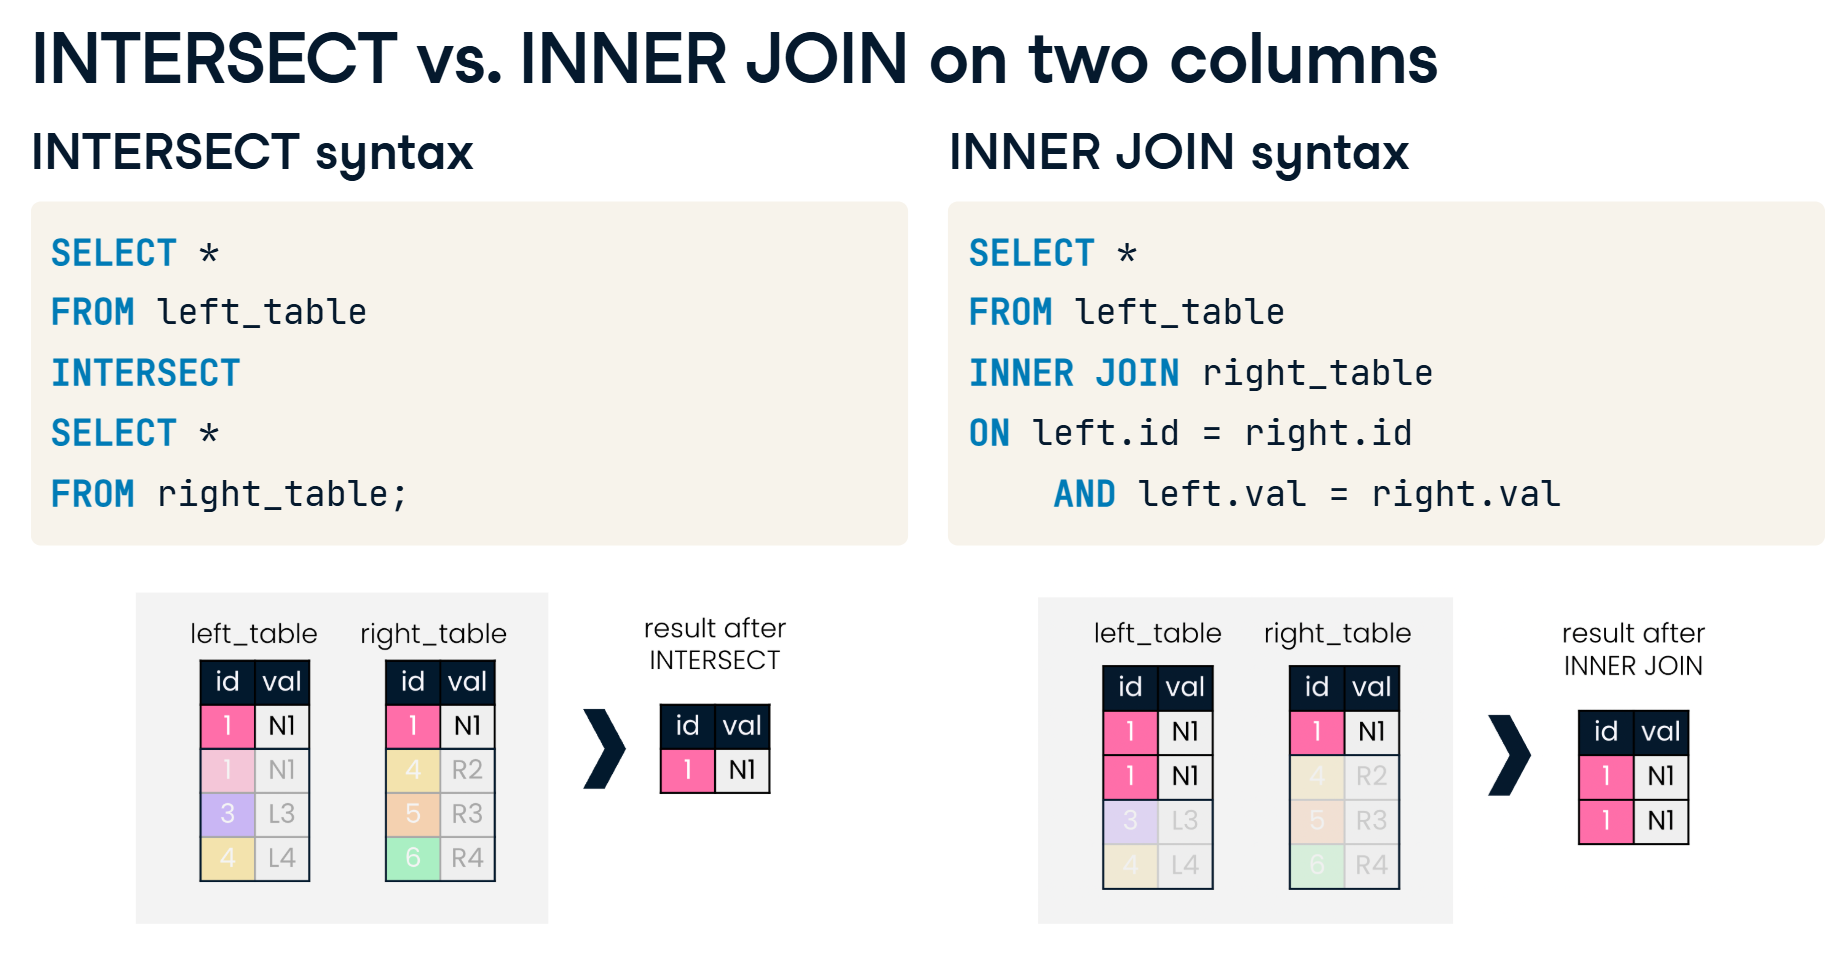 INTERSECT vs. INNER JOIN on two columns
INTERSECT syntax
SELECT *
FROM left_table
INTERSECT
SELECT *
FROM right_table;
left_table
id val
1 N1
1 N1
3 L3
4 L4
right_table
id val
1 N1
4 R2
5 R3
6 R4
result after
INTERSECT
id val
1 N1
INNER JOIN syntax
SELECT *
FROM left_table
INNER JOIN right_table
ON left.id = right.id
AND left.val = right.val
left_table
id val
1 N1
1 N1
3 L3
4 L4
right_table
id val
1 N1
4 R2
5 R3
6 R4
result after
INNER JOIN
id val
1 N1
1 N1